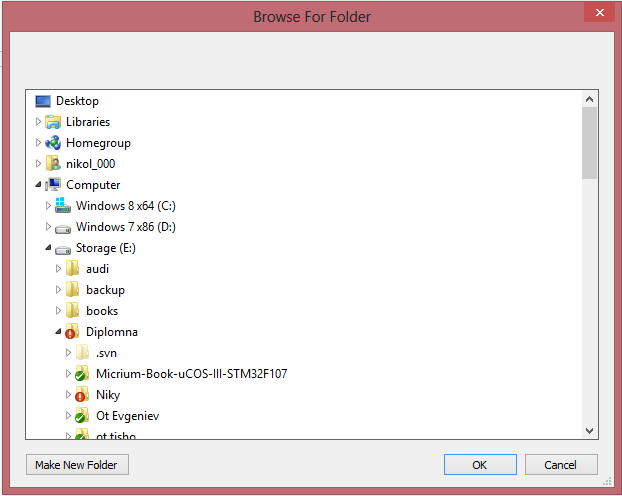 Browse For Folder
Desktop
Libraries
Homegroup
nikol_000
Computer
Windows 8 x64 (C:)
Windows 7 x86 (D:)
Storage (E:)
audi
backup
books
Diplomna
.svn
Micrium-Book-uCOS-III-STM32F107
Niky
Ot Evgeniev
ot tisho
Make New Folder
OK
Cancel